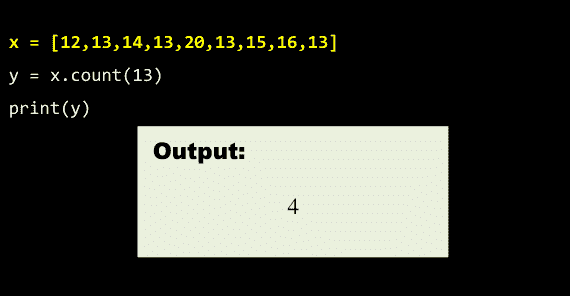 x = [12,13,14,13,20,13,15,16,13]
y = x.count(13)
print(y)
Output:
4